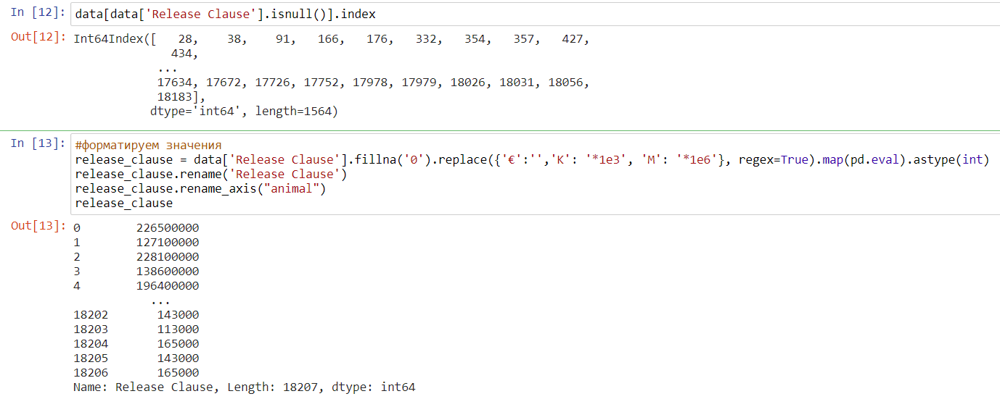 In [12]: data[data['Release Clause'].isnull()].index
Out[12]: Int64Index([   28,    38,    91,   166,   176,   332,   354,   357,   427,
              434,
            ...
            17634, 17672, 17726, 17752, 17978, 17979, 18026, 18031, 18056,
            18183],
           dtype='int64', length=1564)
In [13]: #форматируем значения
release_clause = data['Release Clause'].fillna('0').replace({'€':'','K': '*1e3', 'M': '*1e6'}, regex=True).map(pd.eval).astype(int)
release_clause.rename('Release Clause')
release_clause.rename_axis("animal")
release_clause
Out[13]: 0        226500000
1        127100000
2        228100000
3        138600000
4        196400000
           ...
18202       143000
18203       113000
18204       165000
18205       143000
18206       165000
Name: Release Clause, Length: 18207, dtype: int64